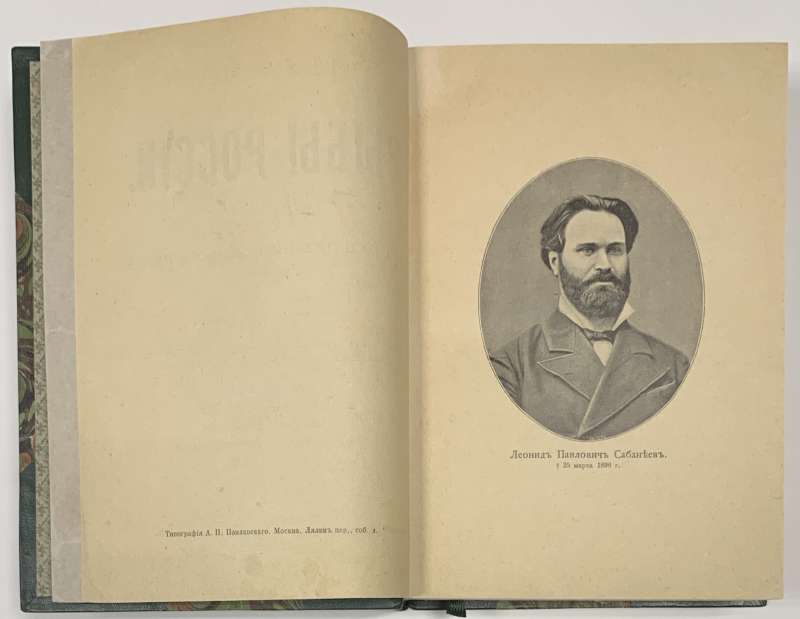 Типографія А. П. Поплавскаго. Москва, Лялинъ пер., соб. д.
Леонидъ Павловичъ Сабанѣевъ.
† 25 марта 1898 г.